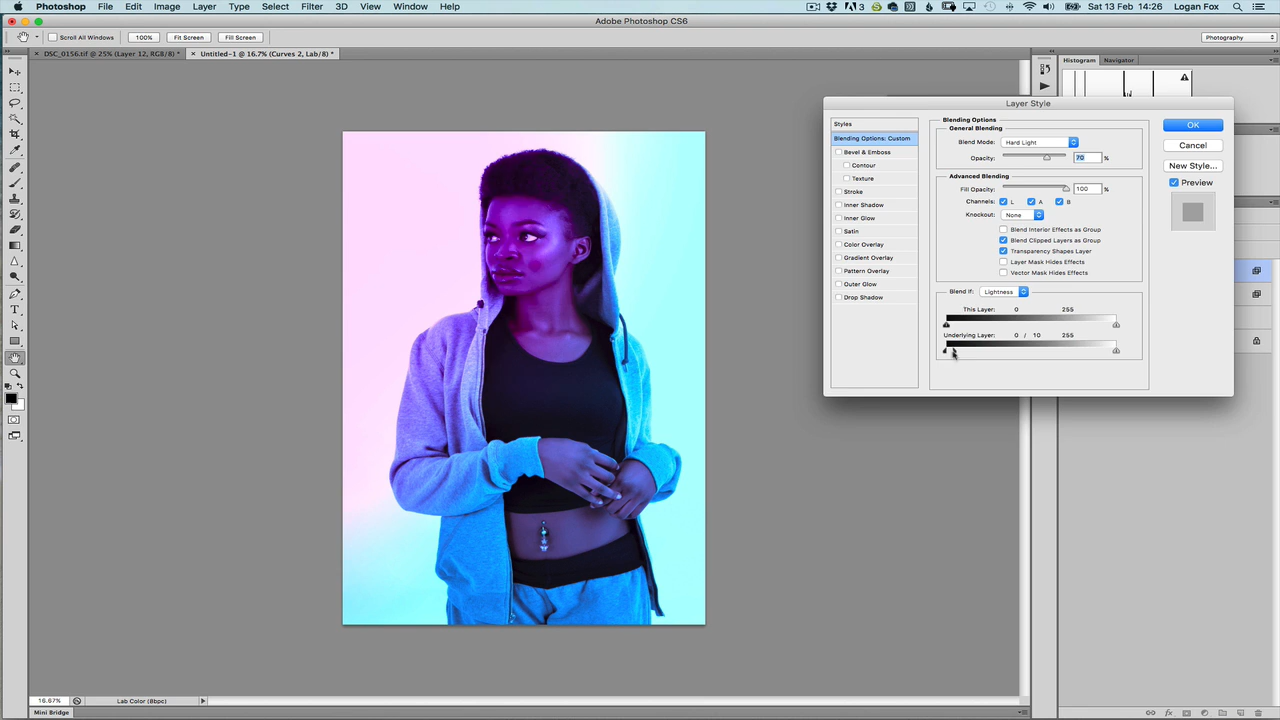 Photoshop File Edit Image Layer Type Select Filter 3D View Window Help 3 Sat 13 Feb 14:26 Logan Fox
Adobe Photoshop CS6
Scroll All Windows 100% Fit Screen Fill Screen Photography
× DSC_0156.tif @ 25% (Layer 12, RGB/8) * × Untitled-1 @ 16.7% (Curves 2, Lab/8) *
Histogram Navigator
Layer Style
Styles
Blending Options: Custom
Bevel & Emboss
Contour
Texture
Stroke
Inner Shadow
Inner Glow
Satin
Color Overlay
Gradient Overlay
Pattern Overlay
Outer Glow
Drop Shadow
Blending Options
General Blending
Blend Mode: Hard Light
Opacity: 70 %
Advanced Blending
Fill Opacity: 100 %
Channels: L A B
Knockout: None
Blend Interior Effects as Group
Blend Clipped Layers as Group
Transparency Shapes Layer
Layer Mask Hides Effects
Vector Mask Hides Effects
Blend If: Lightness
This Layer: 0 255
Underlying Layer: 0 / 10 255
OK
Cancel
New Style...
Preview
T
16.67% Lab Color (8bpc)
Mini Bridge
fx